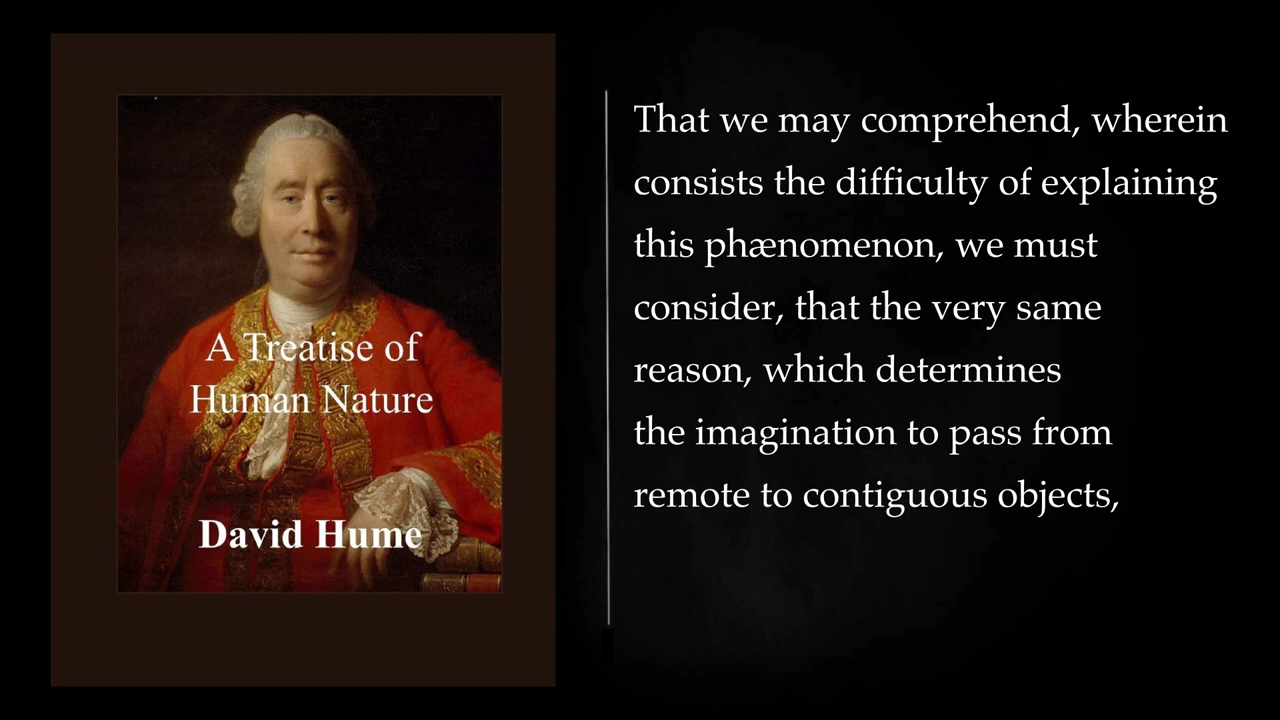 A Treatise of
Human Nature
David Hume
That we may comprehend, wherein
consists the difficulty of explaining
this phænomenon, we must
consider, that the very same
reason, which determines
the imagination to pass from
remote to contiguous objects,